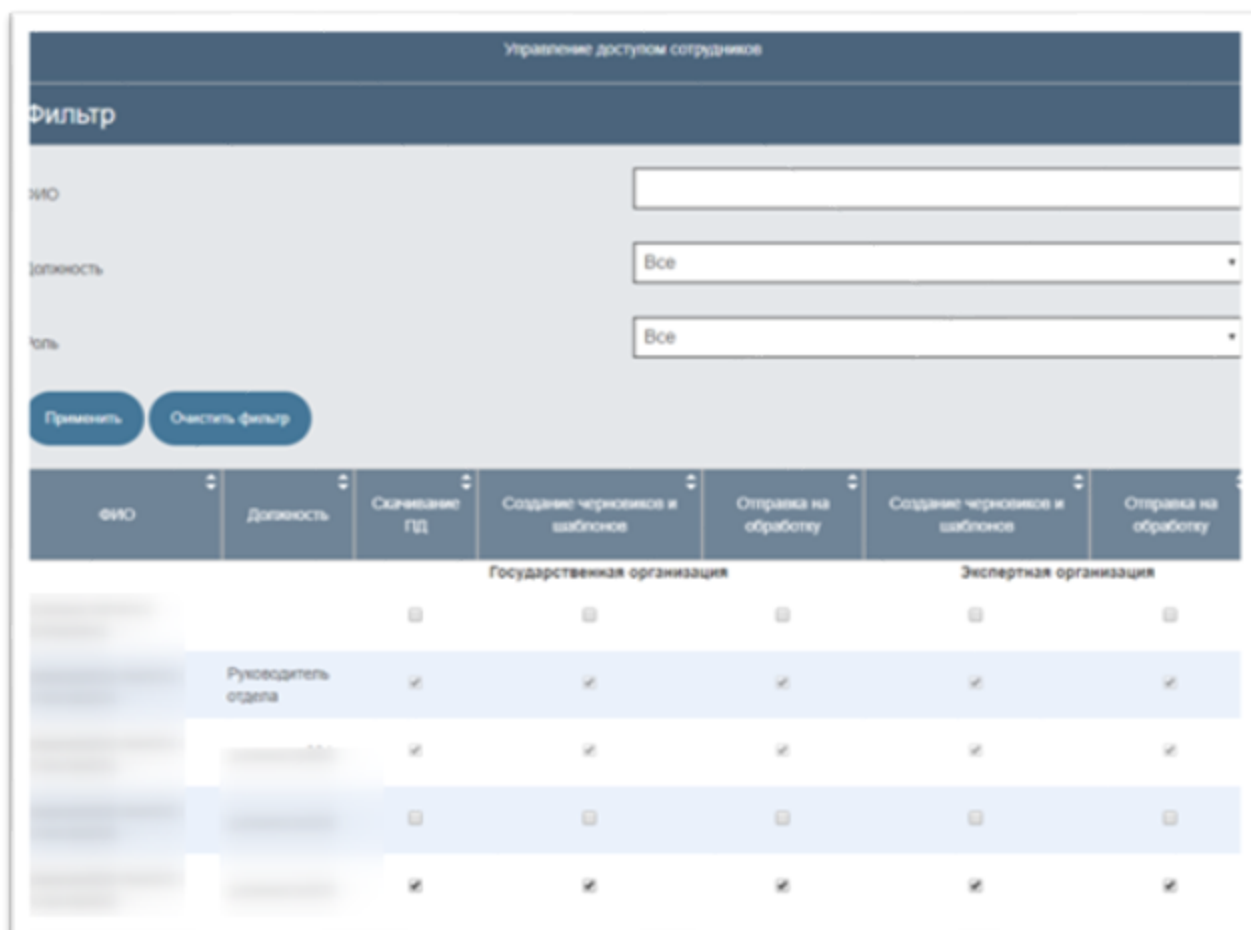 Управление доступом сотрудников
Фильтр
ФИО
Должность
Все
Роль
Все
Применить Очистить фильтр
ФИО Должность Скачивание ПД Создание черновиков и шаблонов Отправка на обработку Создание черновиков и шаблонов Отправка на обработку
Государственная организация Экспертная организация
Руководитель
отдела